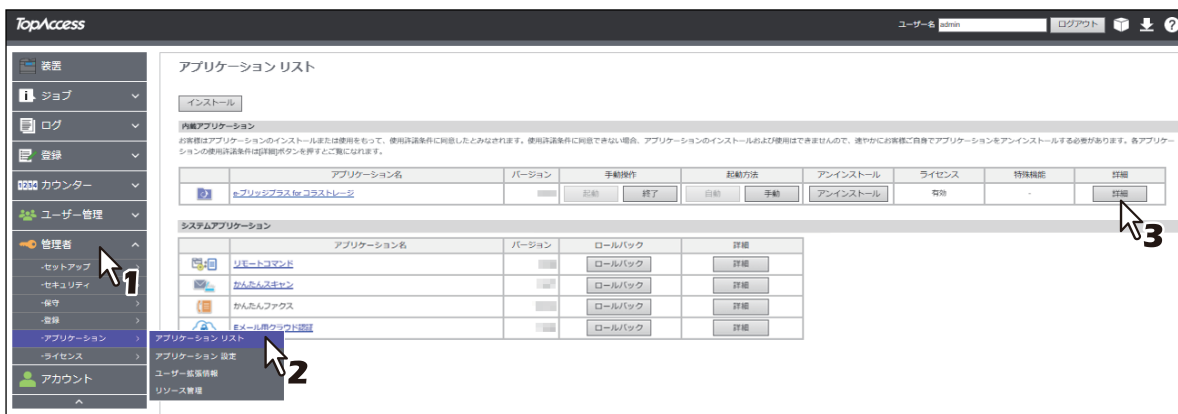 TopAccess
ユーザー名 admin ログアウト
装置
ジョブ
ログ
登録
カウンター
ユーザー管理
管理者
-セットアップ
-セキュリティ
-保守
-登録
-アプリケーション
-ライセンス
アカウント
アプリケーション リスト
アプリケーション 設定
ユーザー拡張情報
リソース管理
1
2
3
アプリケーション リスト
インストール
内蔵アプリケーション
お客様はアプリケーションのインストールまたは使用をもって、使用許諾条件に同意したとみなされます。使用許諾条件に同意できない場合、アプリケーションのインストールおよび使用はできませんので、速やかにお客様ご自身でアプリケーションをアンインストールする必要があります。各アプリケー
ションの使用許諾条件は[詳細]ボタンを押すとご覧になれます。
アプリケーション名 バージョン 手動操作 起動方法 アンインストール ライセンス 特殊機能 詳細
e-ブリッジプラス for コラストレージ 起動 終了 自動 手動 アンインストール 有効 - 詳細
システムアプリケーション
アプリケーション名 バージョン ロールバック 詳細
リモートコマンド ロールバック 詳細
かんたんスキャン ロールバック 詳細
かんたんファクス ロールバック 詳細
Eメール用クラウド認証 ロールバック 詳細